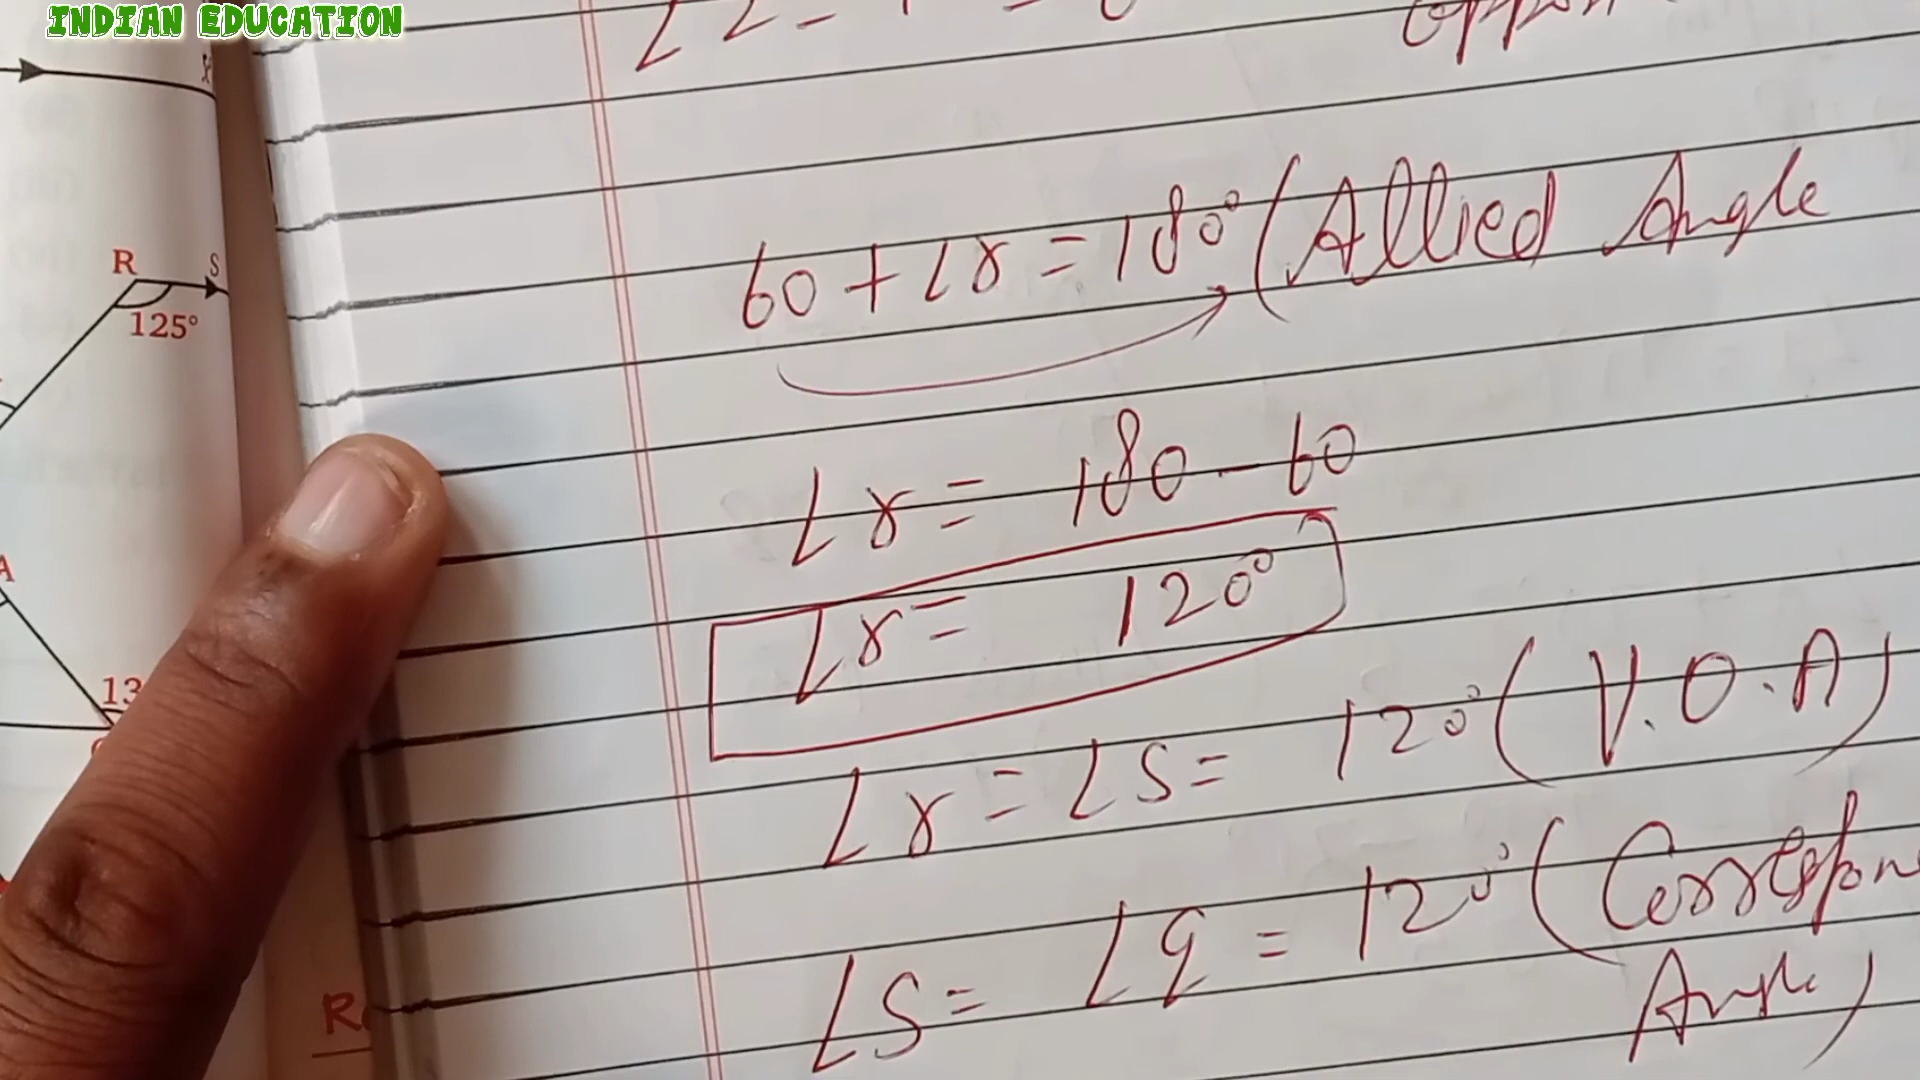 INDIAN EDUCATION
R S
125°
A
60 + ∠r = 180° (Allied Angle
∠r = 180 - 60
∠r = 120°
∠r = ∠s = 120° (V.O.A)
∠s = ∠q = 120° (Correspon
Angle)